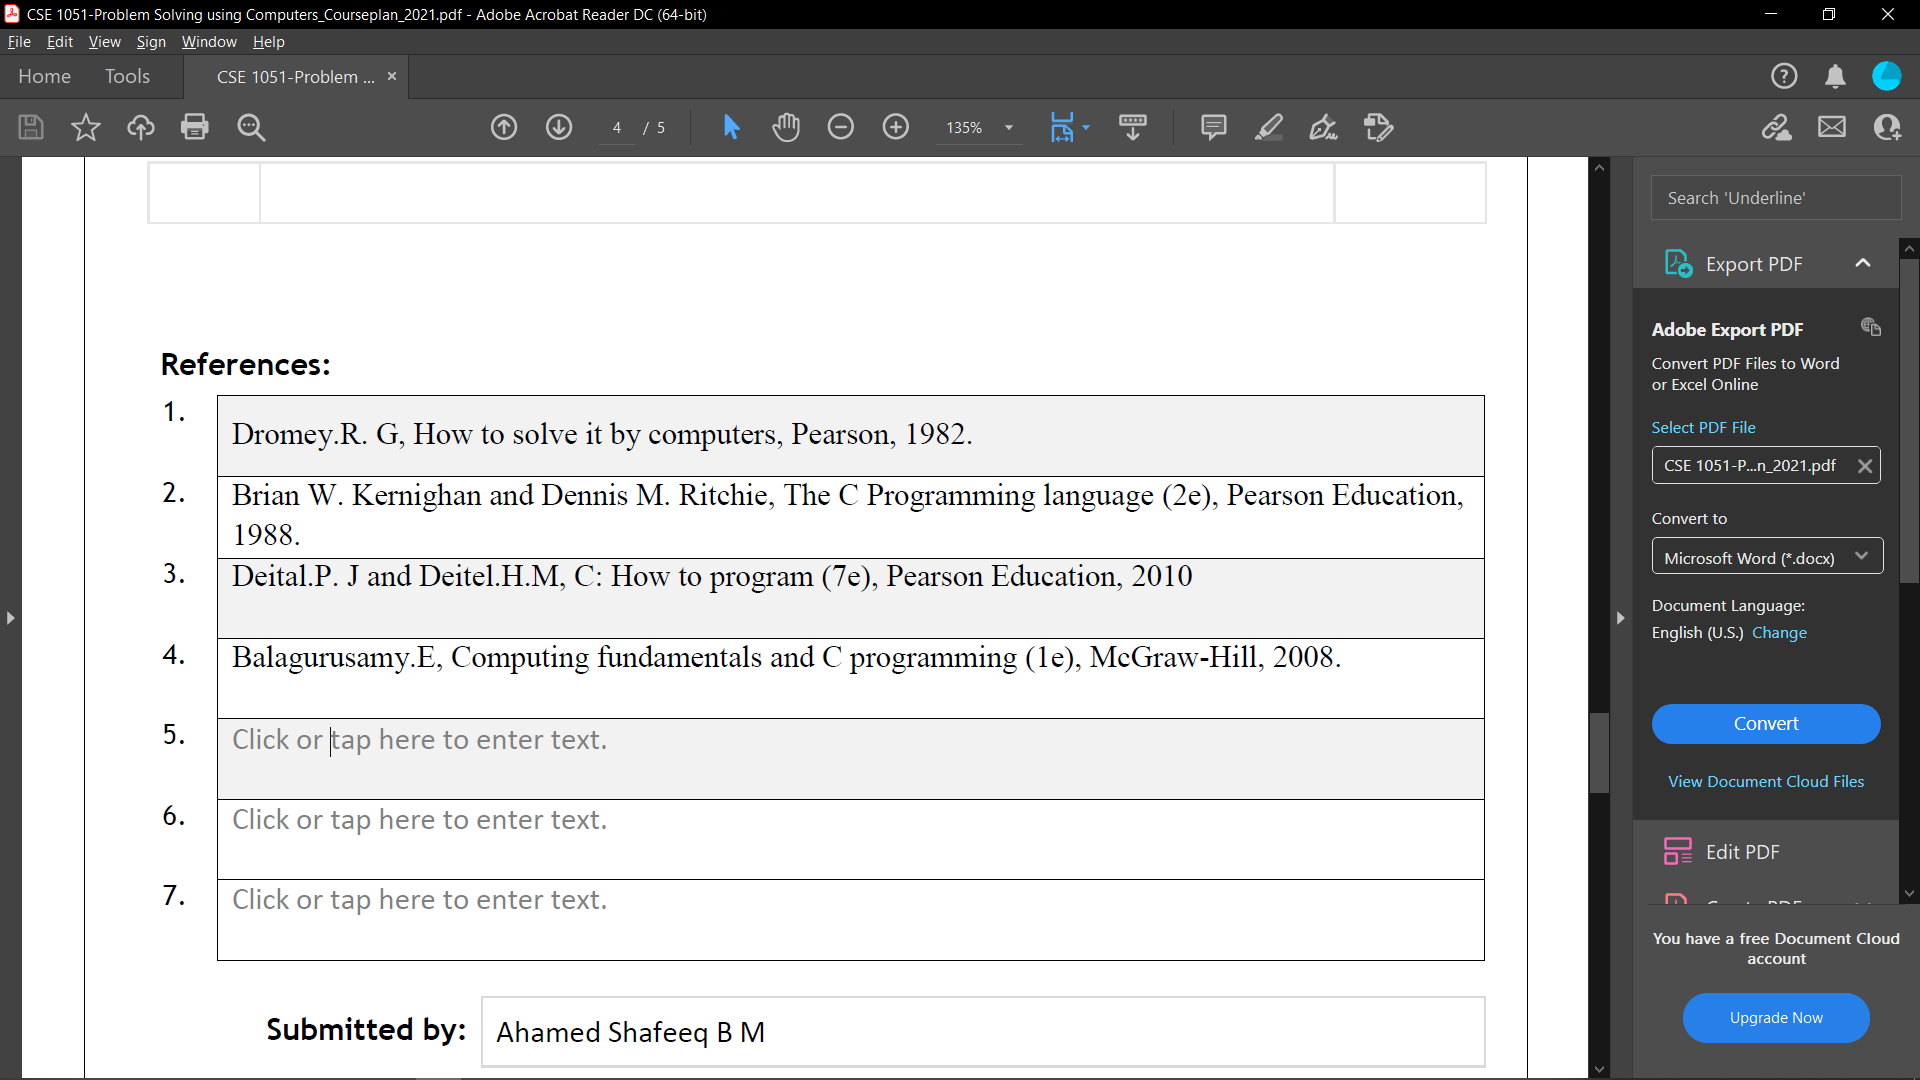 CSE 1051-Problem Solving using Computers_Courseplan_2021.pdf - Adobe Acrobat Reader DC (64-bit)
File Edit View Sign Window Help
Home Tools CSE 1051-Problem ... ×
4 / 5 135%
Search 'Underline'
Export PDF
Adobe Export PDF
Convert PDF Files to Word
or Excel Online
Select PDF File
CSE 1051-P...n_2021.pdf
Convert to
Microsoft Word (*.docx)
Document Language:
English (U.S.) Change
Convert
View Document Cloud Files
Edit PDF
You have a free Document Cloud
account
Upgrade Now
References:
1. Dromey.R. G, How to solve it by computers, Pearson, 1982.
2. Brian W. Kernighan and Dennis M. Ritchie, The C Programming language (2e), Pearson Education,
1988.
3. Deital.P. J and Deitel.H.M, C: How to program (7e), Pearson Education, 2010
4. Balagurusamy.E, Computing fundamentals and C programming (1e), McGraw-Hill, 2008.
5. Click or tap here to enter text.
6. Click or tap here to enter text.
7. Click or tap here to enter text.
Submitted by: Ahamed Shafeeq B M